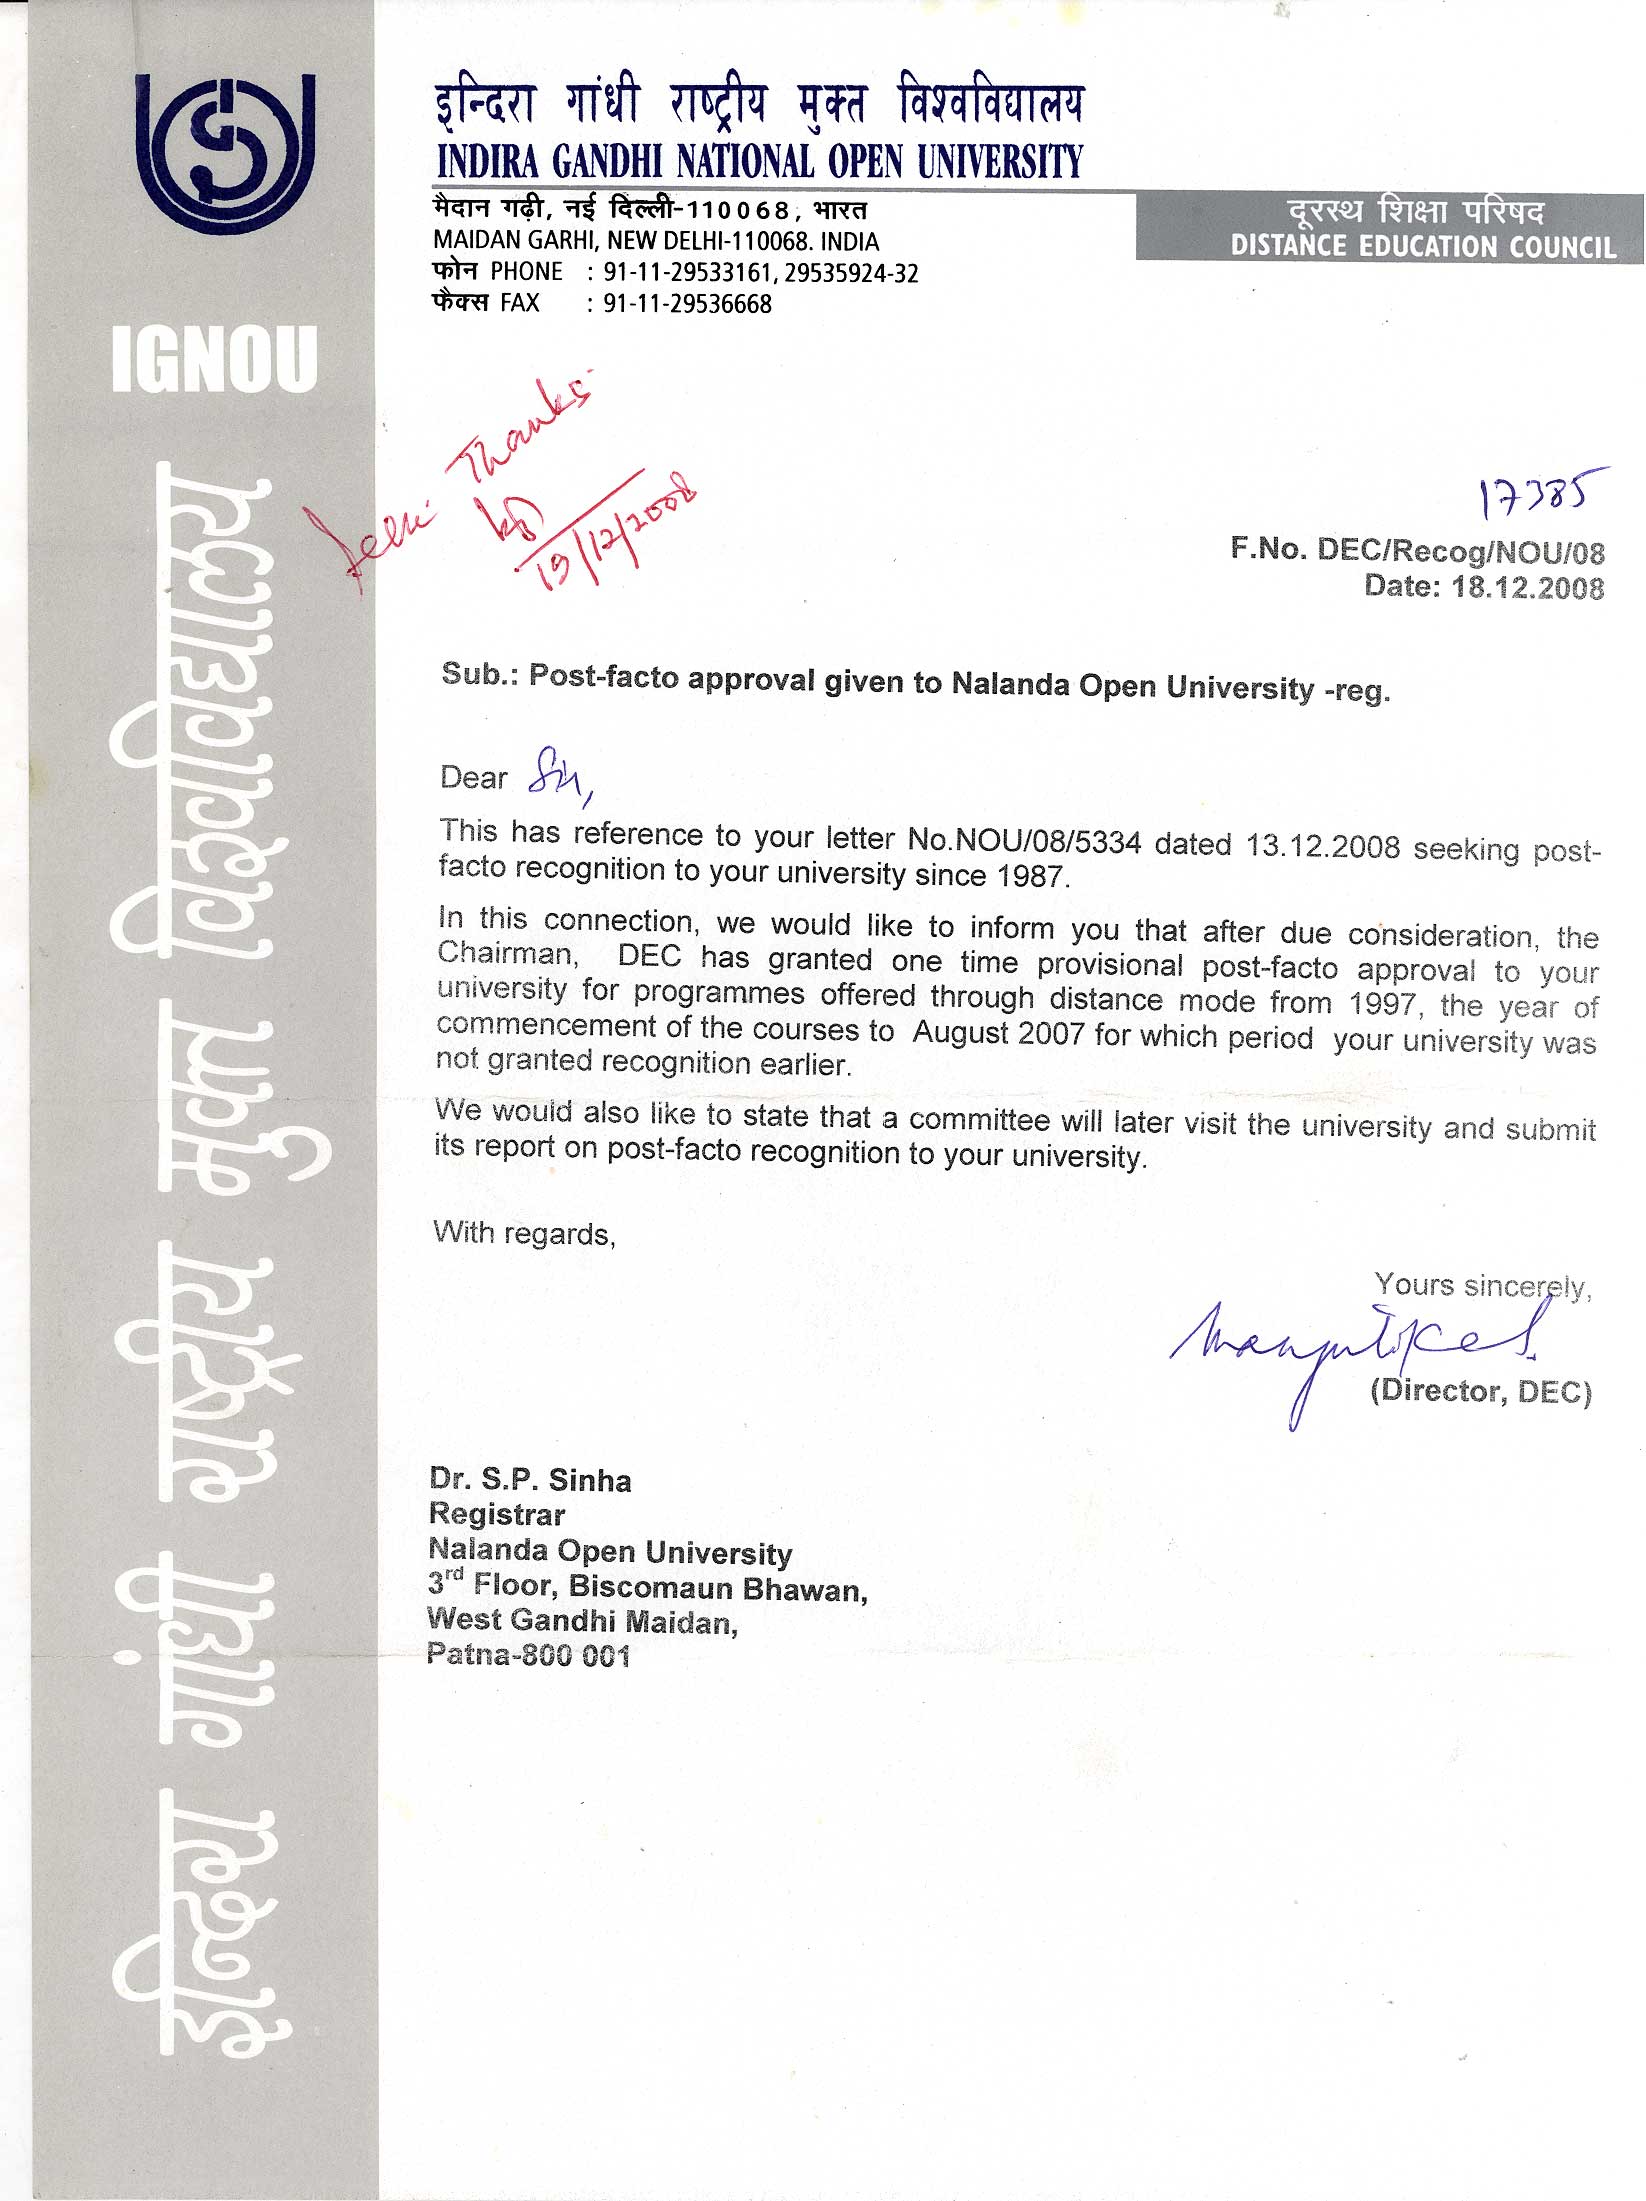 इन्दिरा गांधी राष्ट्रीय मुक्त विश्वविद्यालय
INDIRA GANDHI NATIONAL OPEN UNIVERSITY
मैदान गढ़ी, नई दिल्ली-110068, भारत
MAIDAN GARHI, NEW DELHI-110068. INDIA
फोन PHONE : 91-11-29533161, 29535924-32
फैक्स FAX : 91-11-29536668
दूरस्थ शिक्षा परिषद
DISTANCE EDUCATION COUNCIL
IGNOU
इन्दिरा गांधी राष्ट्रीय मुक्त विश्वविद्यालय
Thanks
19/12/2008
17385
F.No. DEC/Recog/NOU/08
Date: 18.12.2008
Sub.: Post-facto approval given to Nalanda Open University -reg.
Dear Sir,
This has reference to your letter No.NOU/08/5334 dated 13.12.2008 seeking post-
facto recognition to your university since 1987.
In this connection, we would like to inform you that after due consideration, the
Chairman, DEC has granted one time provisional post-facto approval to your
university for programmes offered through distance mode from 1997, the year of
commencement of the courses to August 2007 for which period your university was
not granted recognition earlier.
We would also like to state that a committee will later visit the university and submit
its report on post-facto recognition to your university.
With regards,
Yours sincerely,
(Director, DEC)
Dr. S.P. Sinha
Registrar
Nalanda Open University
3rd Floor, Biscomaun Bhawan,
West Gandhi Maidan,
Patna-800 001